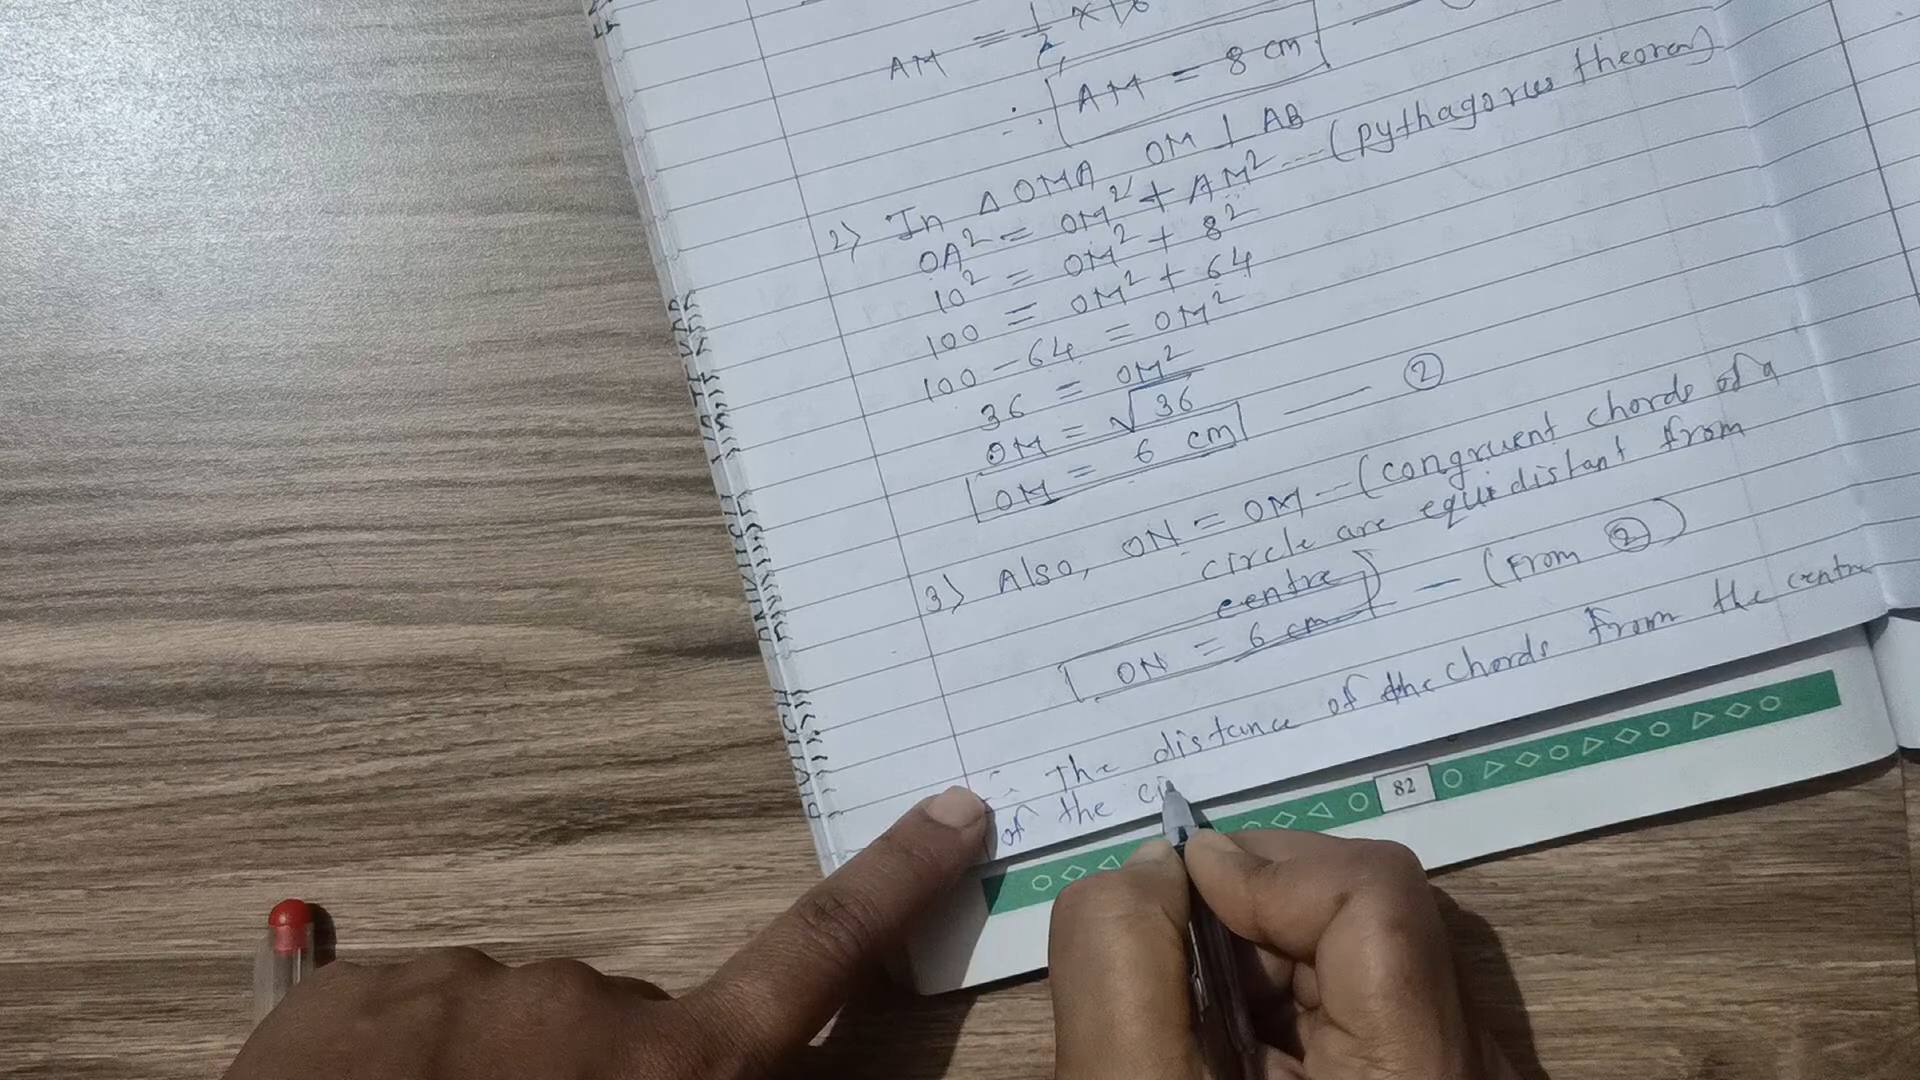 AM = 1/2 × 16
∴ AM = 8 cm
2) In △ OMA OM ⊥ AB
OA² = OM² + AM² --- (pythagorus theorem)
10² = OM² + 8²
100 = OM² + 64
100 - 64 = OM²
36 = OM²
OM = √36
OM = 6 cm —— ②
3) Also, ON = OM -- (congruent chords of a
circle are equidistant from
centre)
ON = 6 cm — (From ②)
∴ The distance of the chords from the centre
of the ci
82